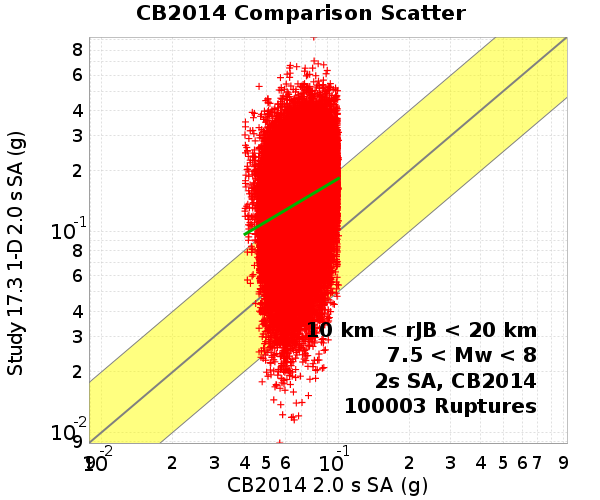 CB2014 Comparison Scatter
Study 17.3 1-D 2.0 s SA (g)
8
6
4
3
2
10-1
8
6
4
3
2
10-2
9
10 km < rJB < 20 km
7.5 < Mw < 8
2s SA, CB2014
100003 Ruptures
9 10-2 2 3 4 5 6 10-1 2 3 4 5 6 7 9
CB2014 2.0 s SA (g)